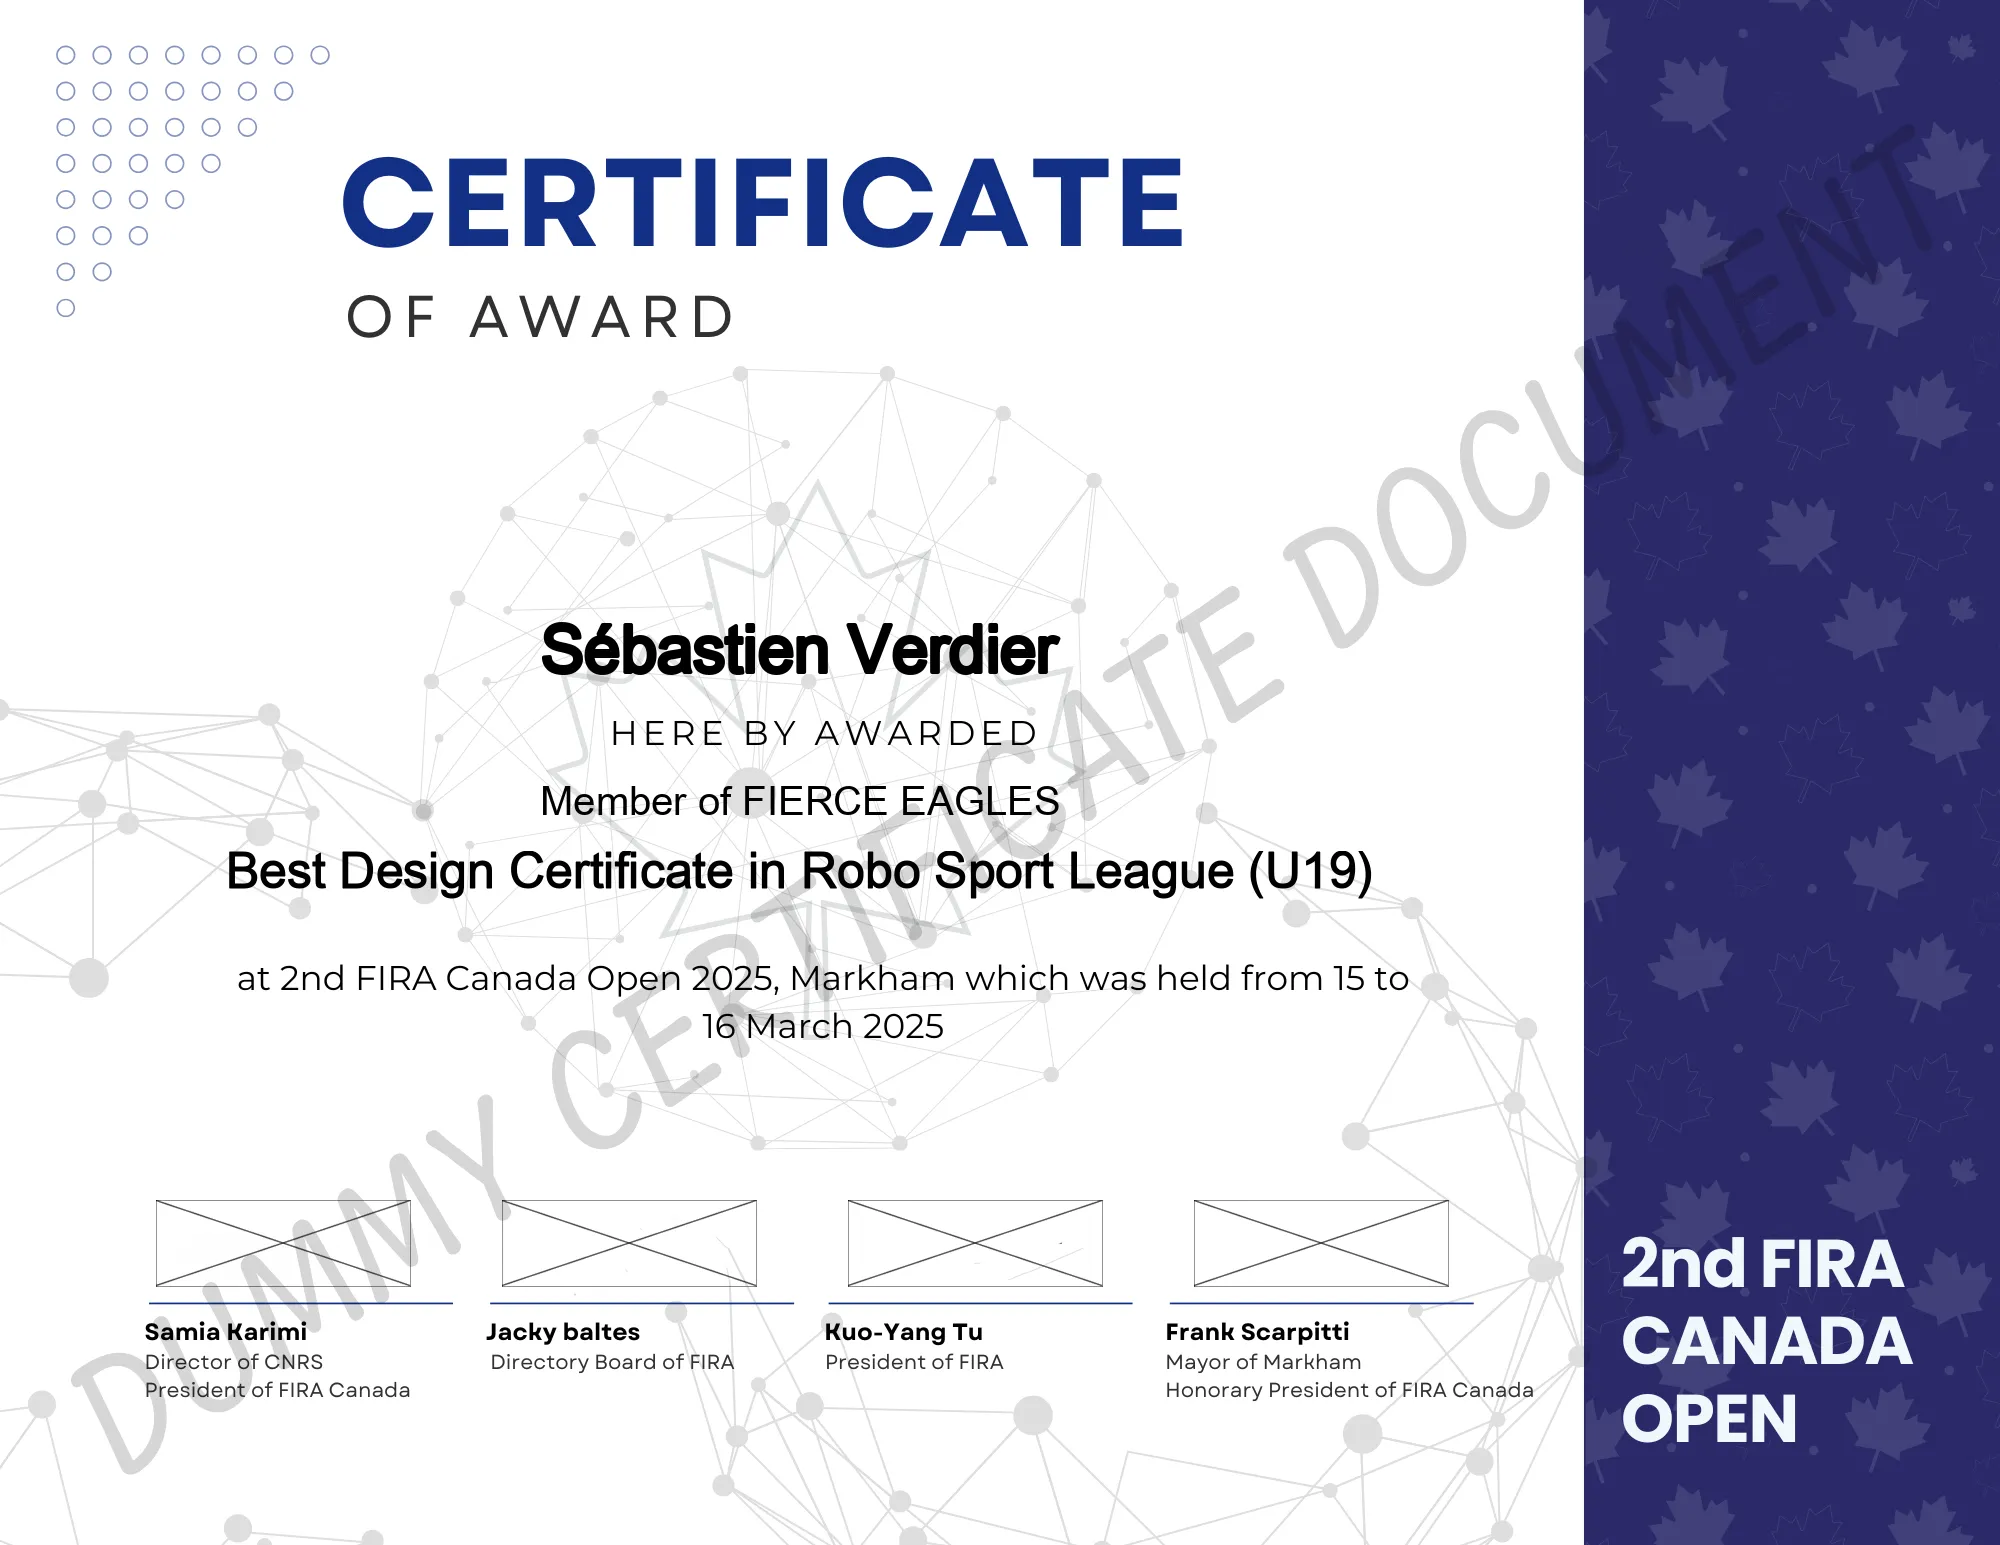 CERTIFICATE
OF AWARD
Sébastien Verdier
HERE BY AWARDED
Member of FIERCE EAGLES
Best Design Certificate in Robo Sport League (U19)
at 2nd FIRA Canada Open 2025, Markham which was held from 15 to
16 March 2025
DUMMY CERTIFICATE DOCUMENT
Samia Karimi
Director of CNRS
President of FIRA Canada
Jacky baltes
Directory Board of FIRA
Kuo-Yang Tu
President of FIRA
Frank Scarpitti
Mayor of Markham
Honorary President of FIRA Canada
2nd FIRA
CANADA
OPEN